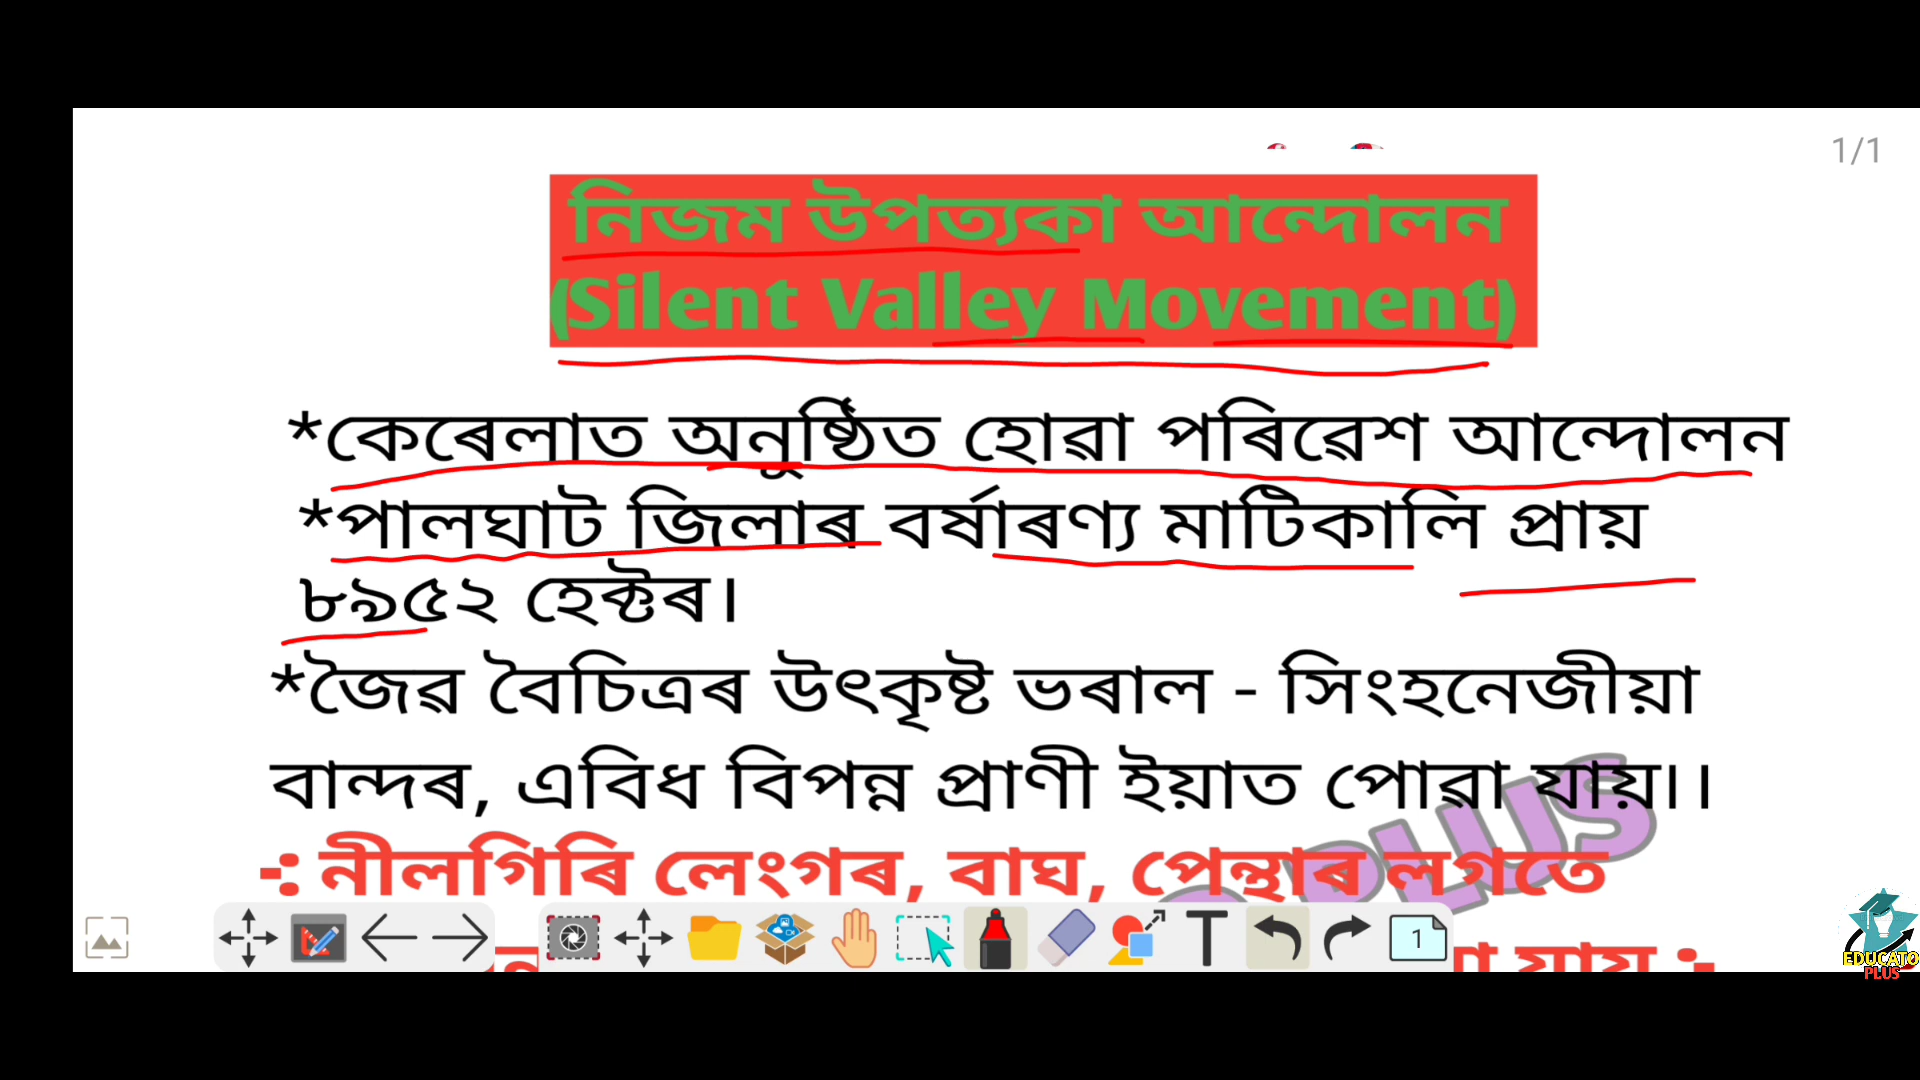 1/1
নিজম উপত্যকা আন্দোলন
(Silent Valley Movement)
*কেৰেলাত অনুষ্ঠিত হোৱা পৰিৱেশ আন্দোলন
*পালঘাট জিলাৰ বৰ্ষাৰণ্য মাটিকালি প্ৰায়
৮৯৫২ হেক্টৰ।
*জৈৱ বৈচিত্ৰৰ উৎকৃষ্ট ভৰাল - সিংহনেজীয়া
বান্দৰ, এবিধ বিপন্ন প্ৰাণী ইয়াত পোৱা যায়।।
-: নীলগিৰি লেংগৰ, বাঘ, পেন্থাৰ লগতে
যায় :-
PLUS
1
EDUCATO
PLUS